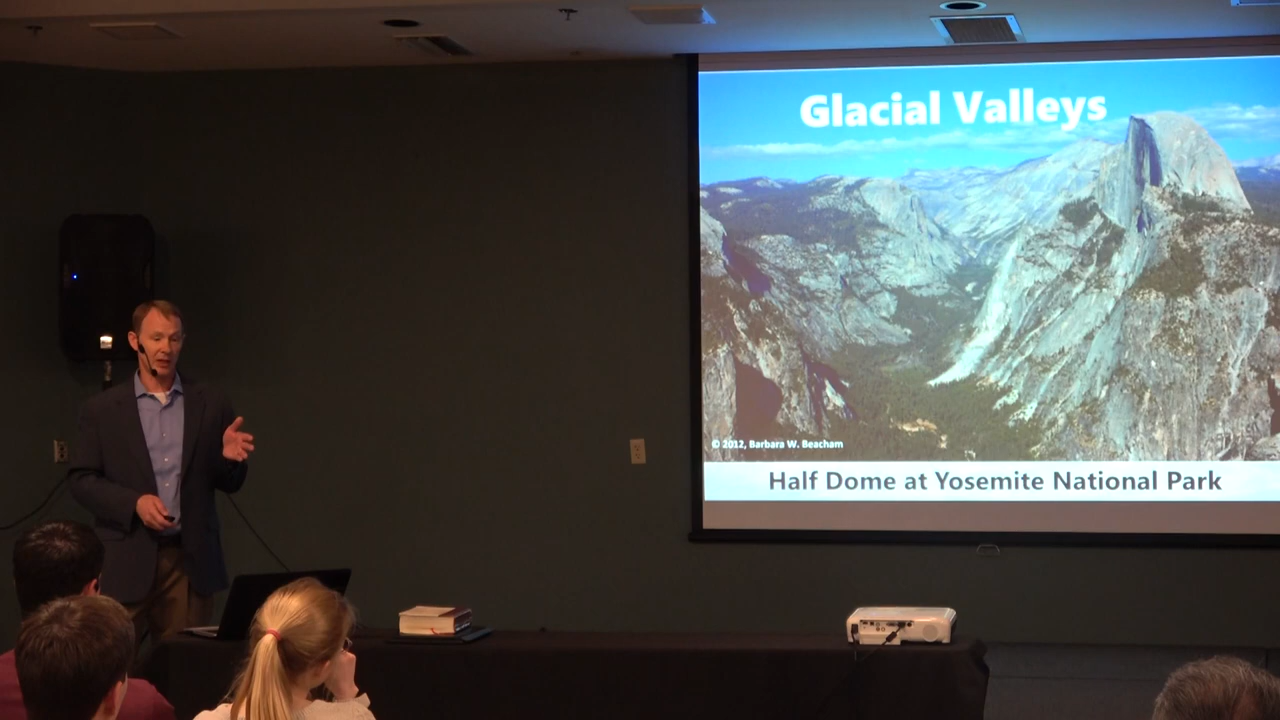 Glacial Valleys
© 2012, Barbara W. Beacham
Half Dome at Yosemite National Park